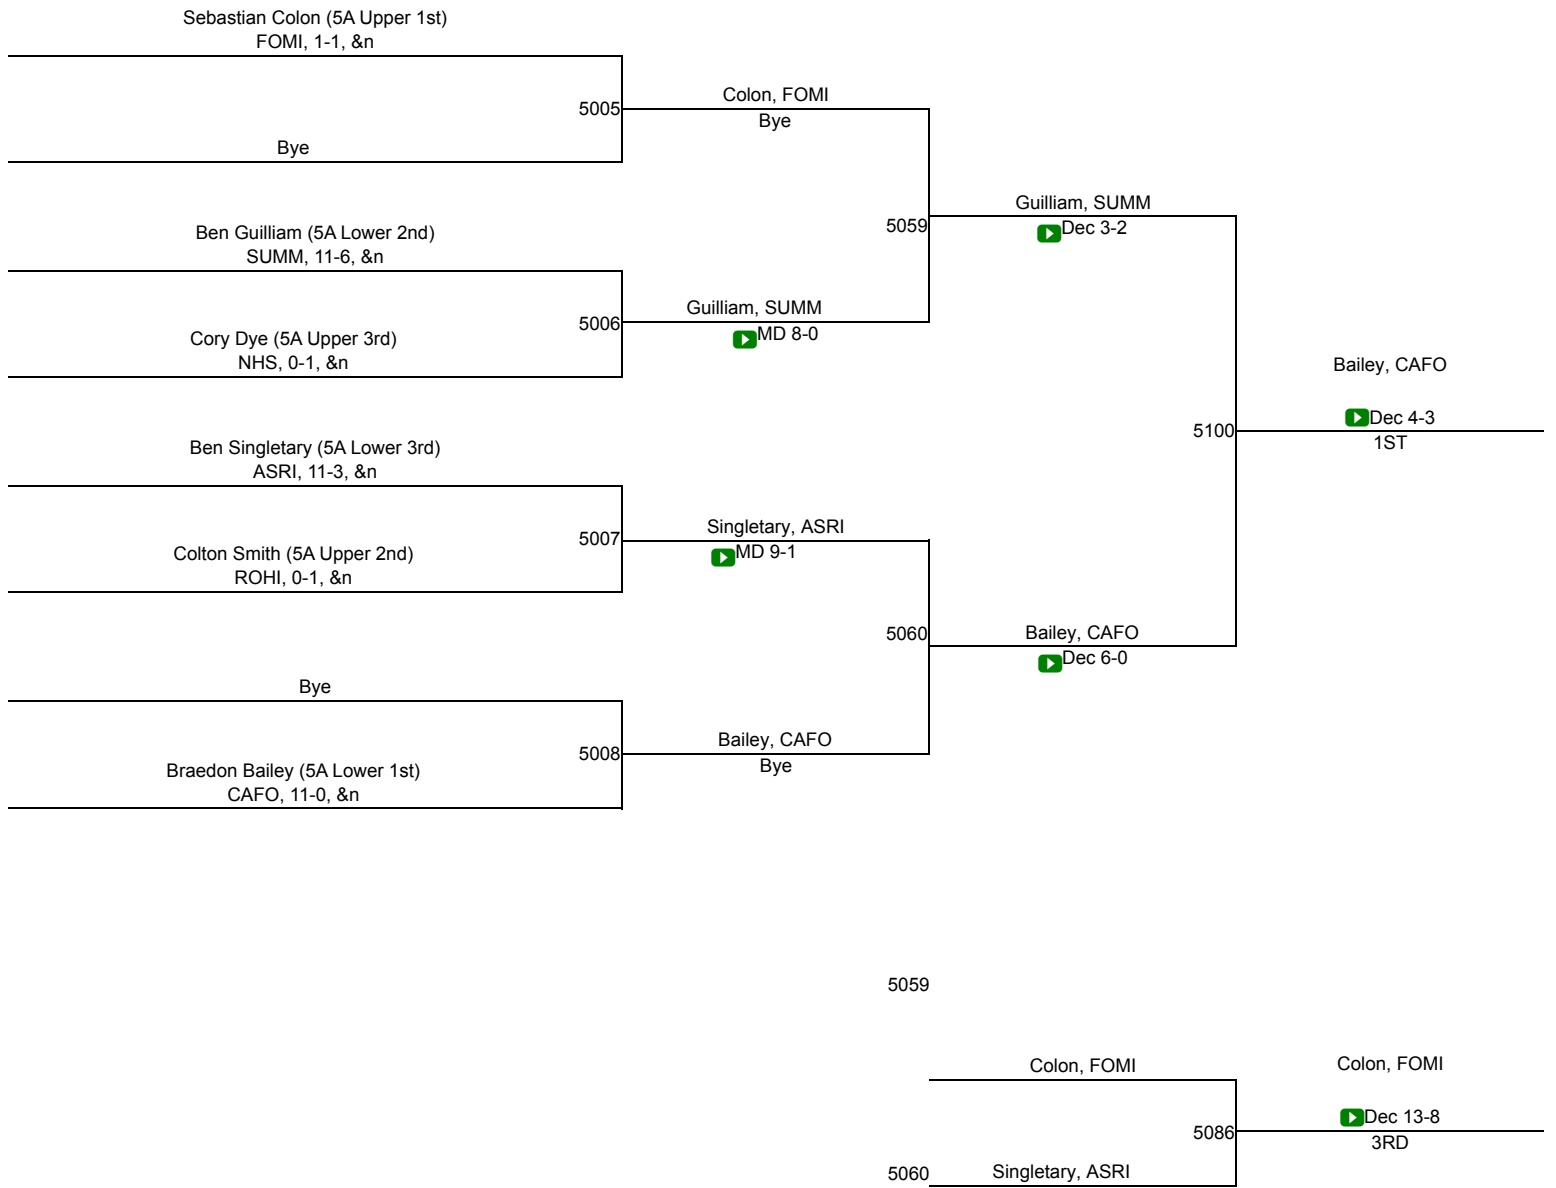 Sebastian Colon (5A Upper 1st)
FOMI, 1-1, &n
5005
Colon, FOMI
Bye
Bye
Ben Guilliam (5A Lower 2nd)
SUMM, 11-6, &n
5006
Guilliam, SUMM
MD 8-0
Cory Dye (5A Upper 3rd)
NHS, 0-1, &n
5059
Guilliam, SUMM
Dec 3-2
Ben Singletary (5A Lower 3rd)
ASRI, 11-3, &n
5007
Singletary, ASRI
MD 9-1
Colton Smith (5A Upper 2nd)
ROHI, 0-1, &n
5060
Bailey, CAFO
Dec 6-0
Bye
5008
Bailey, CAFO
Bye
Braedon Bailey (5A Lower 1st)
CAFO, 11-0, &n
5100
Bailey, CAFO
Dec 4-3
1ST
5059
Colon, FOMI
5086
Colon, FOMI
Dec 13-8
3RD
5060
Singletary, ASRI